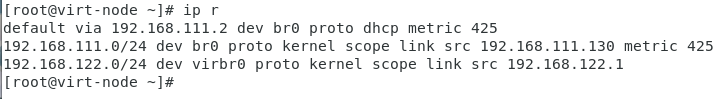 [root@virt-node ~]# ip r
default via 192.168.111.2 dev br0 proto dhcp metric 425
192.168.111.0/24 dev br0 proto kernel scope link src 192.168.111.130 metric 425
192.168.122.0/24 dev virbr0 proto kernel scope link src 192.168.122.1
[root@virt-node ~]#